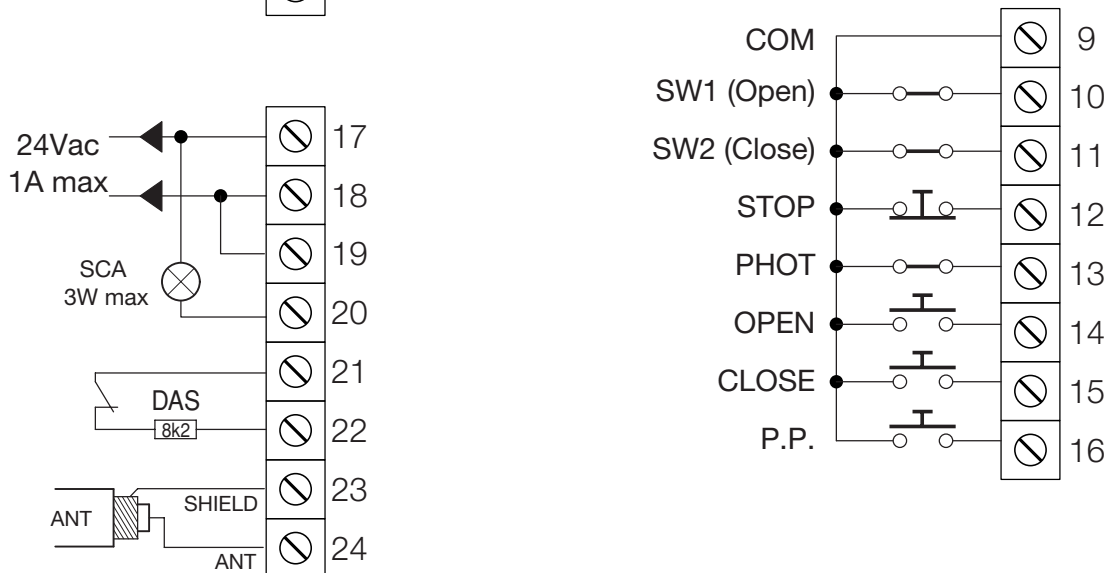 24Vac
1A max
SCA
3W max
DAS
8k2
SHIELD
ANT
ANT
17
18
19
20
21
22
23
24
COM
SW1 (Open)
SW2 (Close)
STOP
PHOT
OPEN
CLOSE
P.P.
9
10
11
12
13
14
15
16